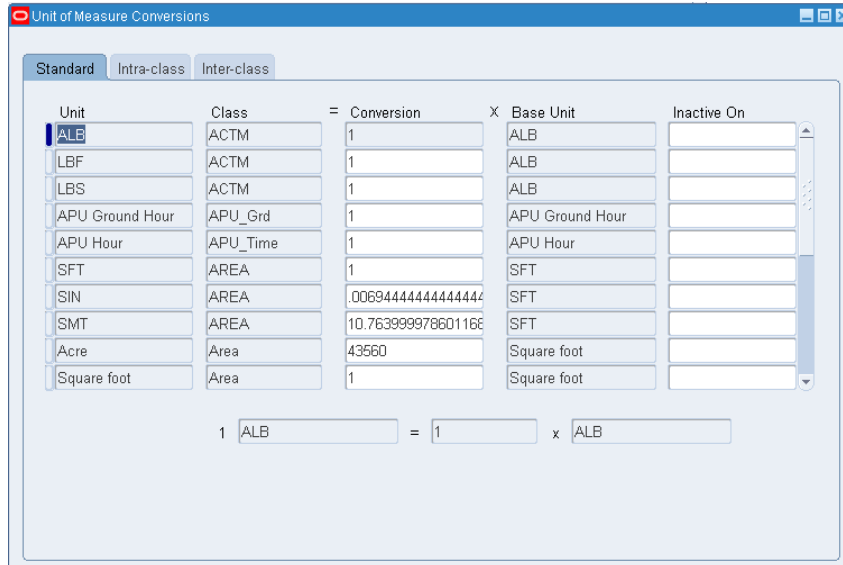 Unit of Measure Conversions
Standard Intra-class Inter-class
Unit Class = Conversion X Base Unit Inactive On
ALB ACTM 1 ALB
LBF ACTM 1 ALB
LBS ACTM 1 ALB
APU Ground Hour APU_Grd 1 APU Ground Hour
APU Hour APU_Time 1 APU Hour
SFT AREA 1 SFT
SIN AREA .00694444444444444 SFT
SMT AREA 10.763999978601168 SFT
Acre Area 43560 Square foot
Square foot Area 1 Square foot
1 ALB = 1 x ALB